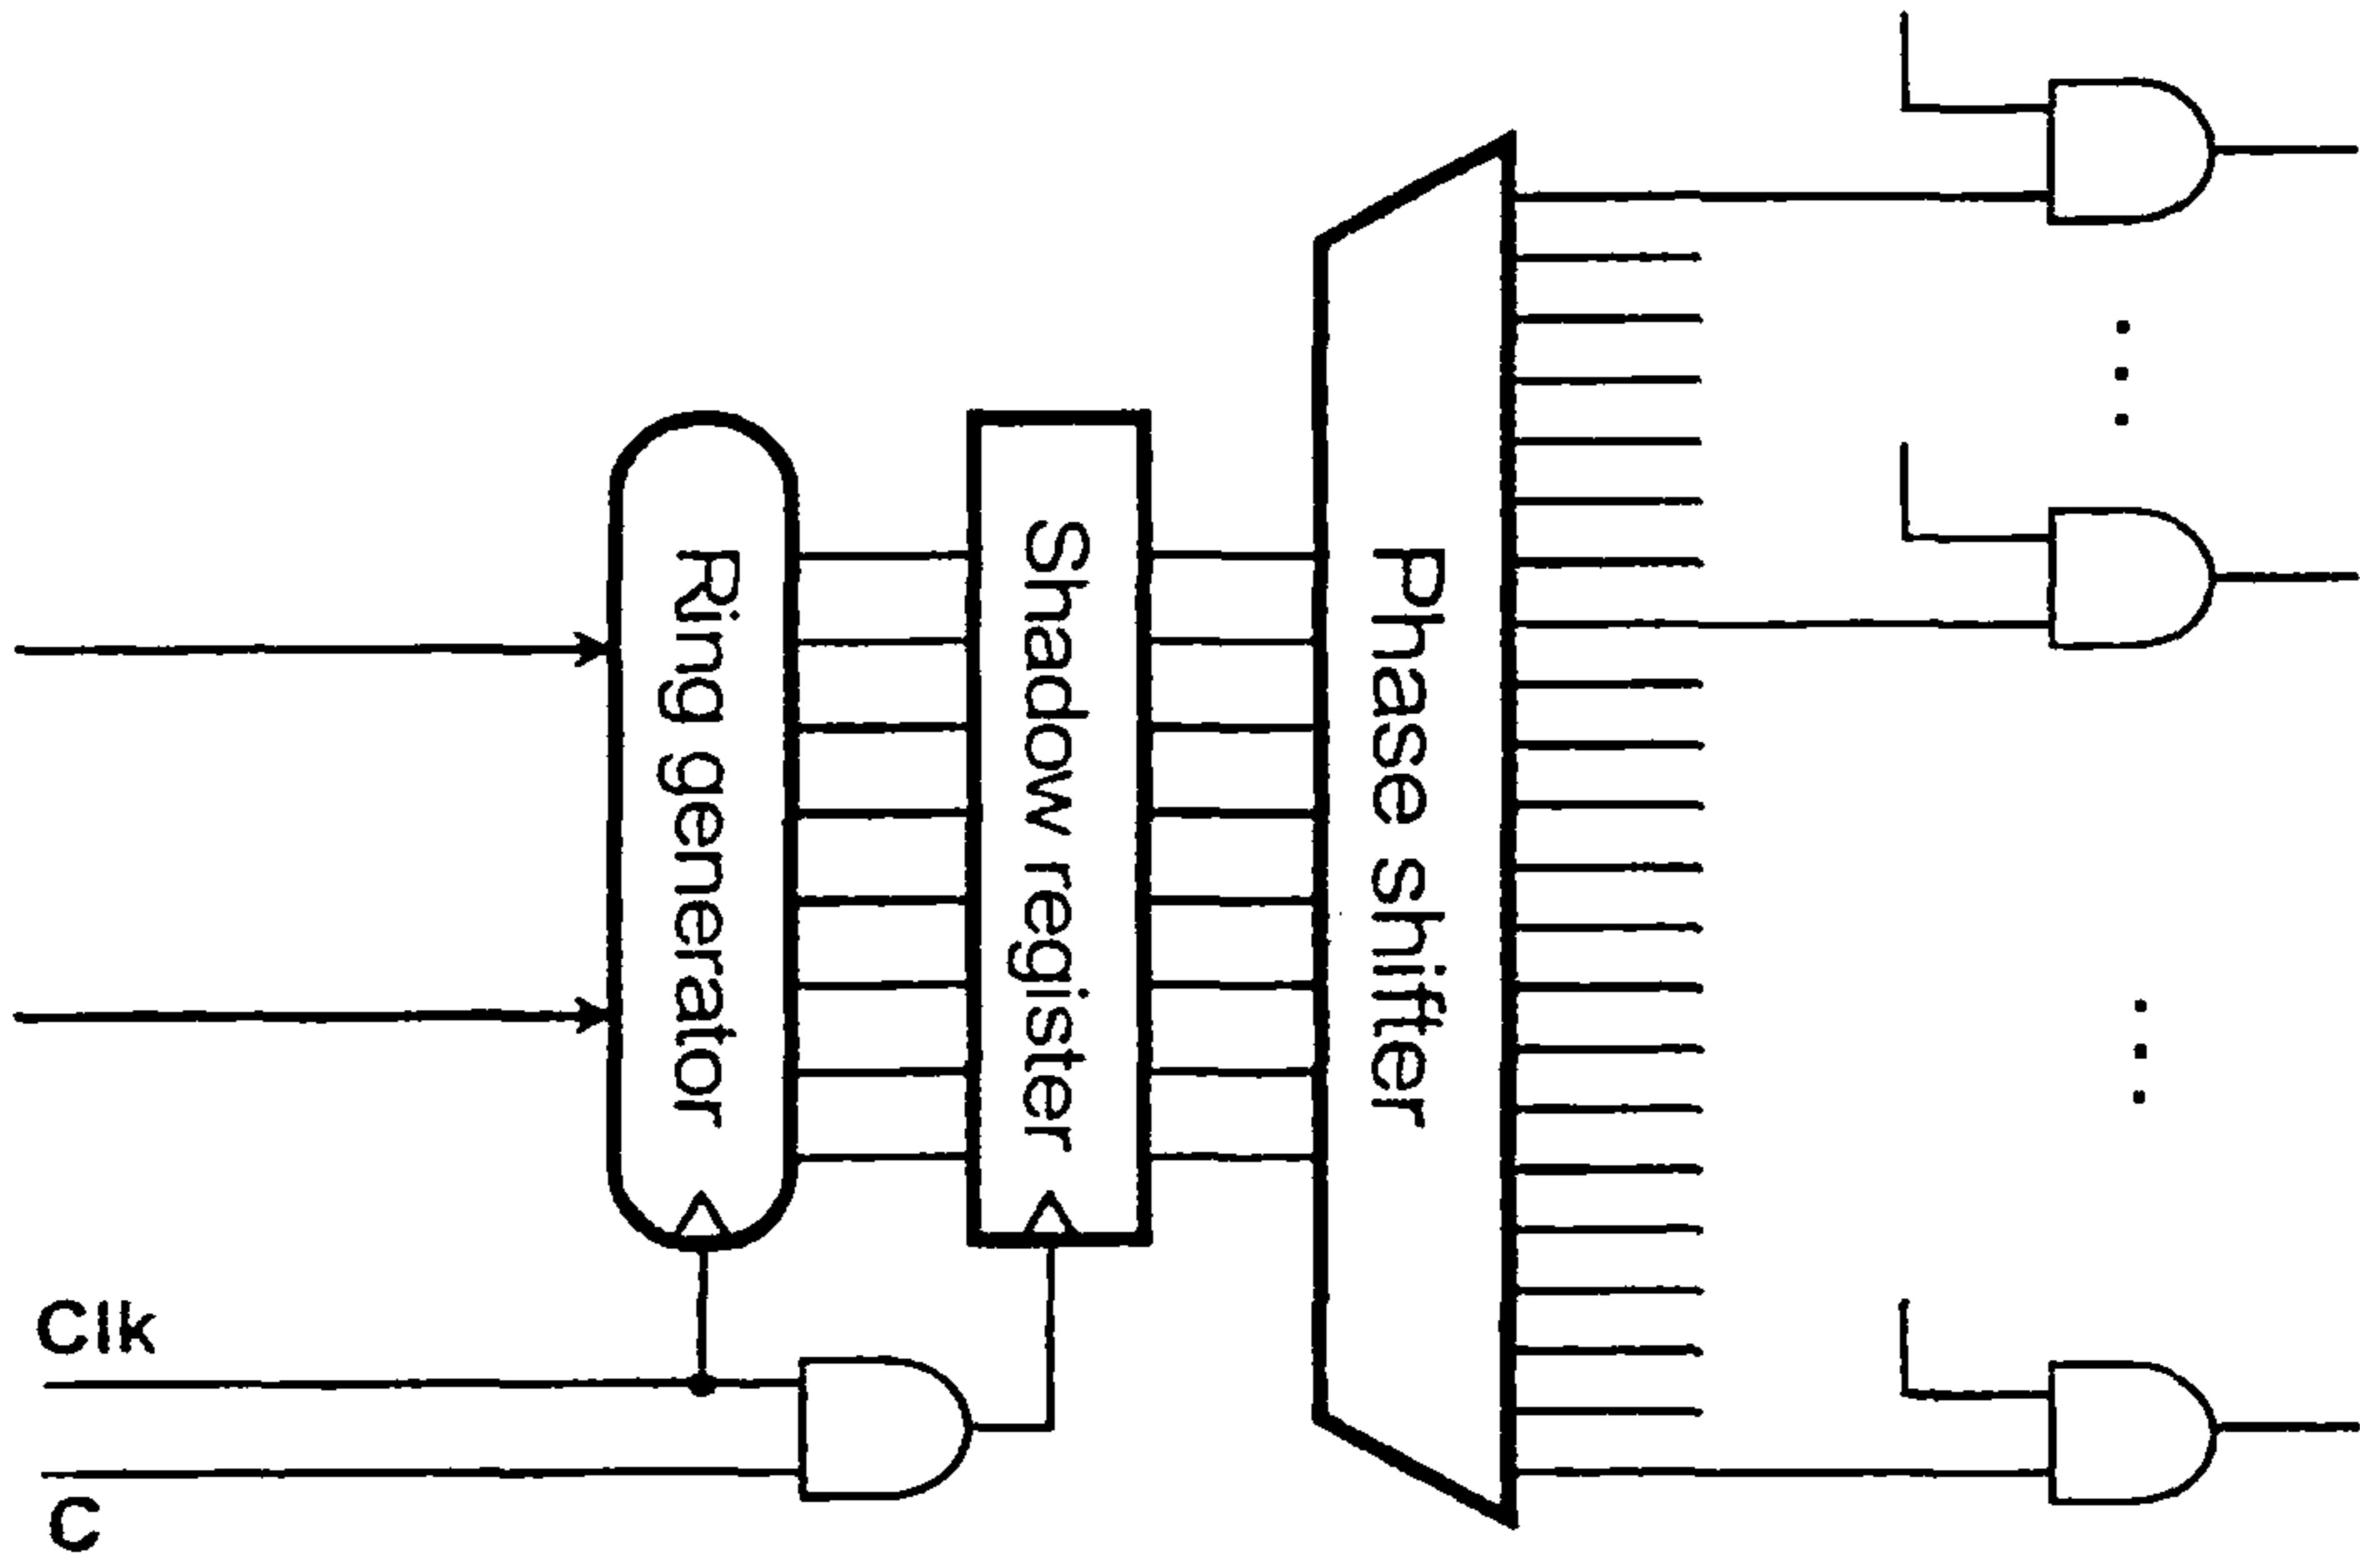 Ring generator
Shadow register
Phase shifter
Clk
C